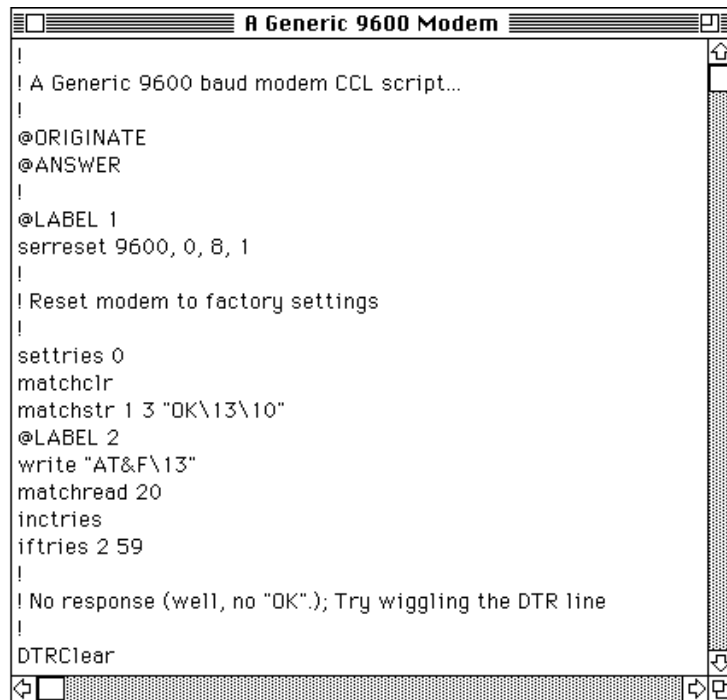 A Generic 9600 Modem
!
! A Generic 9600 baud modem CCL script...
!
@ORIGINATE
@ANSWER
!
@LABEL 1
serreset 9600, 0, 8, 1
!
! Reset modem to factory settings
!
settries 0
matchclr
matchstr 1 3 "OK\13\10"
@LABEL 2
write "AT&F\13"
matchread 20
inctries
iftries 2 59
!
! No response (well, no "OK".); Try wiggling the DTR line
!
DTRClear